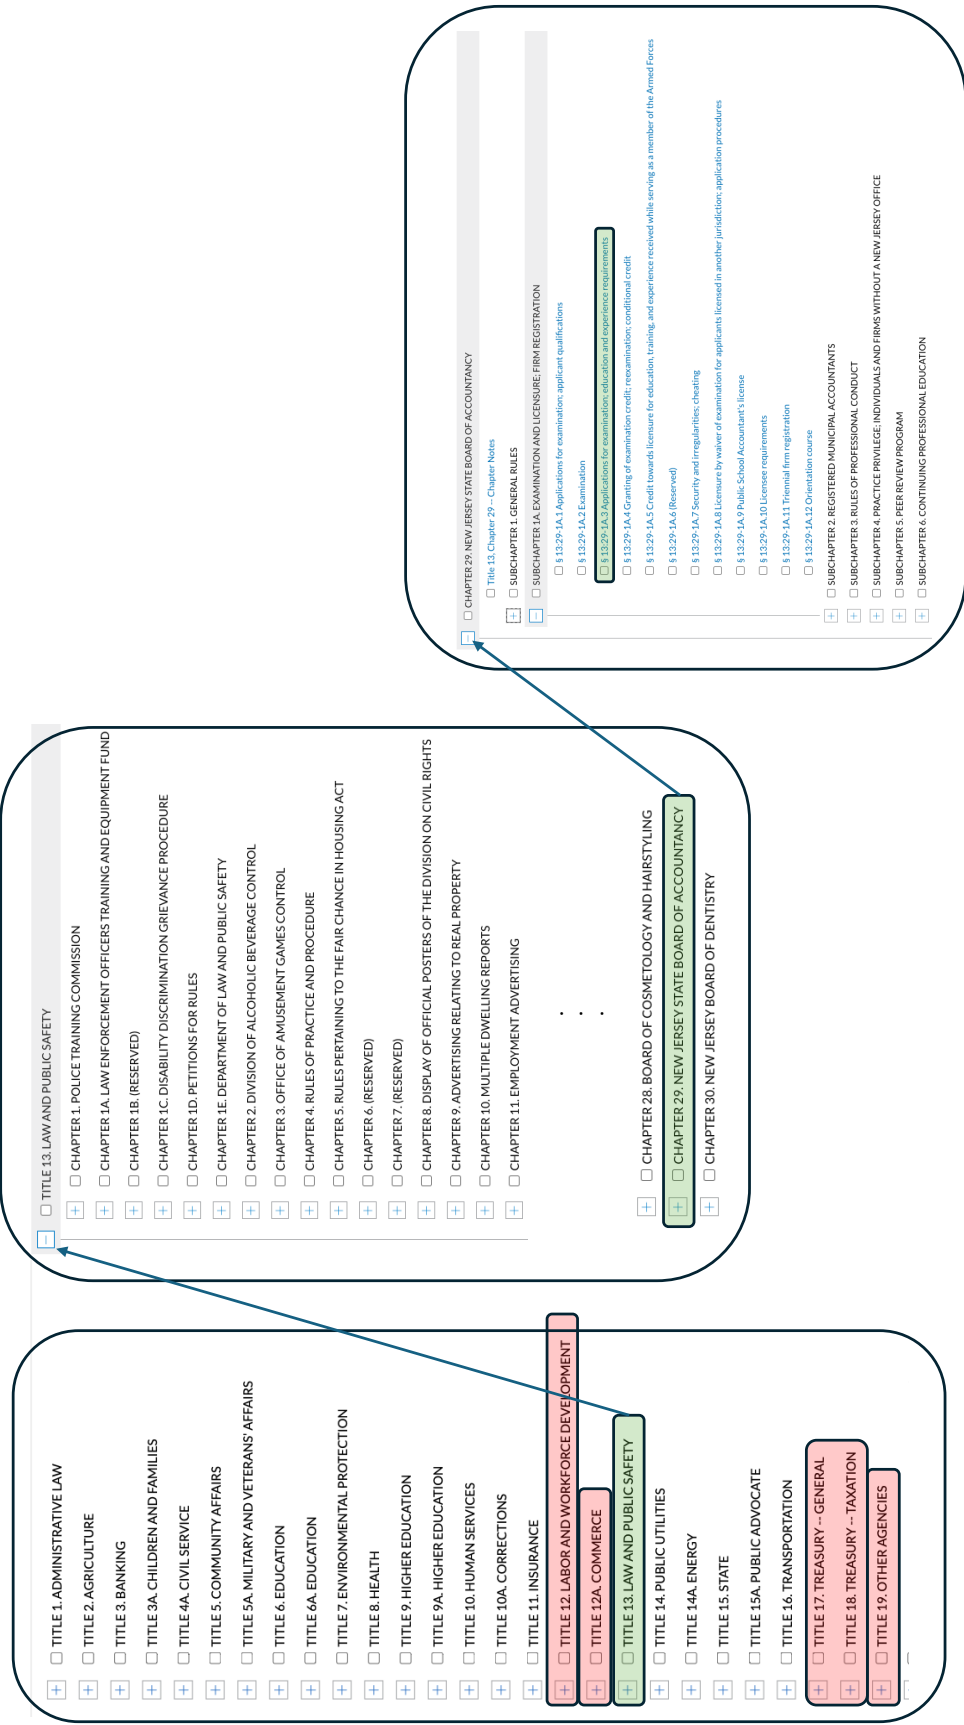 TITLE 1. ADMINISTRATIVE LAW
TITLE 2. AGRICULTURE
TITLE 3. BANKING
TITLE 3A. CHILDREN AND FAMILIES
TITLE 4A. CIVIL SERVICE
TITLE 5. COMMUNITY AFFAIRS
TITLE 5A. MILITARY AND VETERANS' AFFAIRS
TITLE 6. EDUCATION
TITLE 6A. EDUCATION
TITLE 7. ENVIRONMENTAL PROTECTION
TITLE 8. HEALTH
TITLE 9. HIGHER EDUCATION
TITLE 9A. HIGHER EDUCATION
TITLE 10. HUMAN SERVICES
TITLE 10A. CORRECTIONS
TITLE 11. INSURANCE
TITLE 12. LABOR AND WORKFORCE DEVELOPMENT
TITLE 12A. COMMERCE
TITLE 13. LAW AND PUBLIC SAFETY
TITLE 14. PUBLIC UTILITIES
TITLE 14A. ENERGY
TITLE 15. STATE
TITLE 15A. PUBLIC ADVOCATE
TITLE 16. TRANSPORTATION
TITLE 17. TREASURY -- GENERAL
TITLE 18. TREASURY -- TAXATION
TITLE 19. OTHER AGENCIES
TITLE 13. LAW AND PUBLIC SAFETY
CHAPTER 1. POLICE TRAINING COMMISSION
CHAPTER 1A. LAW ENFORCEMENT OFFICERS TRAINING AND EQUIPMENT FUND
CHAPTER 1B. (RESERVED)
CHAPTER 1C. DISABILITY DISCRIMINATION GRIEVANCE PROCEDURE
CHAPTER 1D. PETITIONS FOR RULES
CHAPTER 1E. DEPARTMENT OF LAW AND PUBLIC SAFETY
CHAPTER 2. DIVISION OF ALCOHOLIC BEVERAGE CONTROL
CHAPTER 3. OFFICE OF AMUSEMENT GAMES CONTROL
CHAPTER 4. RULES OF PRACTICE AND PROCEDURE
CHAPTER 5. RULES PERTAINING TO THE FAIR CHANCE IN HOUSING ACT
CHAPTER 6. (RESERVED)
CHAPTER 7. (RESERVED)
CHAPTER 8. DISPLAY OF OFFICIAL POSTERS OF THE DIVISION ON CIVIL RIGHTS
CHAPTER 9. ADVERTISING RELATING TO REAL PROPERTY
CHAPTER 10. MULTIPLE DWELLING REPORTS
CHAPTER 11. EMPLOYMENT ADVERTISING
. . .
CHAPTER 28. BOARD OF COSMETOLOGY AND HAIRSTYLING
CHAPTER 29. NEW JERSEY STATE BOARD OF ACCOUNTANCY
CHAPTER 30. NEW JERSEY BOARD OF DENTISTRY
CHAPTER 29. NEW JERSEY STATE BOARD OF ACCOUNTANCY
Title 13, Chapter 29 -- Chapter Notes
SUBCHAPTER 1. GENERAL RULES
SUBCHAPTER 1A. EXAMINATION AND LICENSURE; FIRM REGISTRATION
§ 13:29-1A.1 Applications for examination; applicant qualifications
§ 13:29-1A.2 Examination
§ 13:29-1A.3 Applications for examination; education and experience requirements
§ 13:29-1A.4 Granting of examination credit; reexamination; conditional credit
§ 13:29-1A.5 Credit towards licensure for education, training, and experience received while serving as a member of the Armed Forces
§ 13:29-1A.6 (Reserved)
§ 13:29-1A.7 Security and irregularities; cheating
§ 13:29-1A.8 Licensure by waiver of examination for applicants licensed in another jurisdiction; application procedures
§ 13:29-1A.9 Public School Accountant's license
§ 13:29-1A.10 Licensee requirements
§ 13:29-1A.11 Triennial firm registration
§ 13:29-1A.12 Orientation course
SUBCHAPTER 2. REGISTERED MUNICIPAL ACCOUNTANTS
SUBCHAPTER 3. RULES OF PROFESSIONAL CONDUCT
SUBCHAPTER 4. PRACTICE PRIVILEGE; INDIVIDUALS AND FIRMS WITHOUT A NEW JERSEY OFFICE
SUBCHAPTER 5. PEER REVIEW PROGRAM
SUBCHAPTER 6. CONTINUING PROFESSIONAL EDUCATION